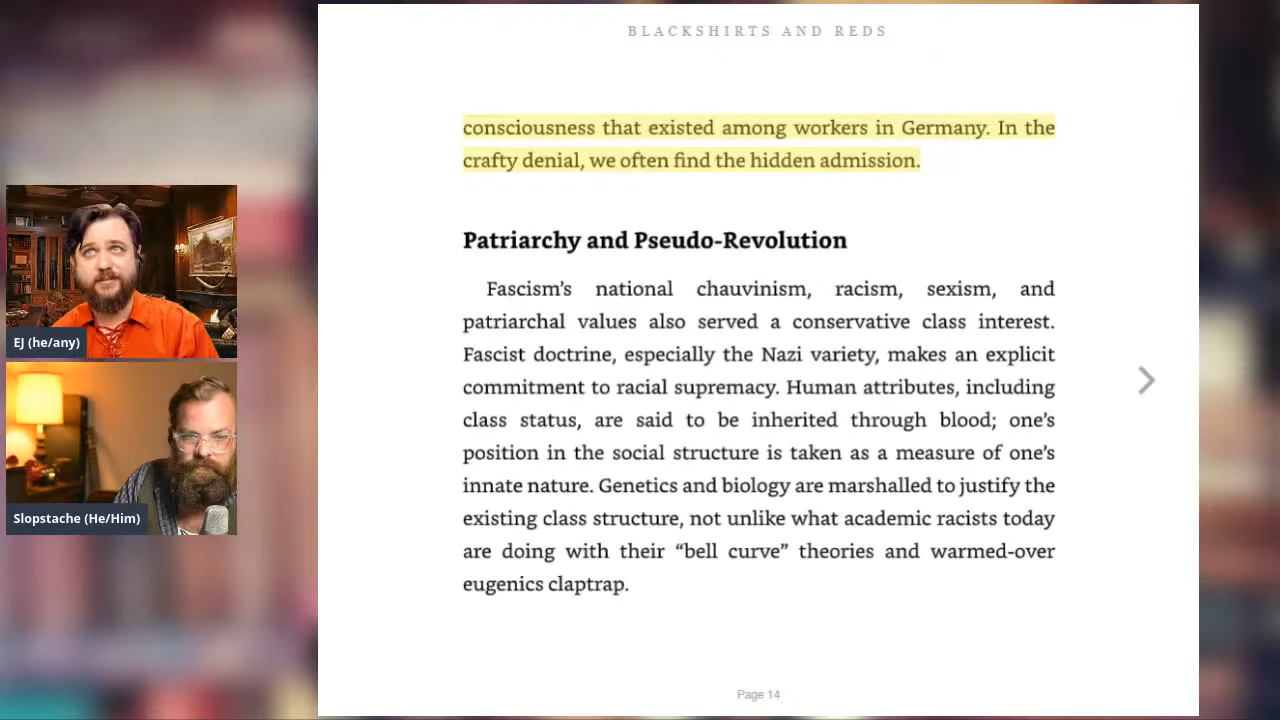 BLACKSHIRTS AND REDS
consciousness that existed among workers in Germany. In the
crafty denial, we often find the hidden admission.
Patriarchy and Pseudo-Revolution
Fascism’s national chauvinism, racism, sexism, and
patriarchal values also served a conservative class interest.
Fascist doctrine, especially the Nazi variety, makes an explicit
commitment to racial supremacy. Human attributes, including
class status, are said to be inherited through blood; one’s
position in the social structure is taken as a measure of one’s
innate nature. Genetics and biology are marshalled to justify the
existing class structure, not unlike what academic racists today
are doing with their “bell curve” theories and warmed-over
eugenics claptrap.
Page 14
EJ (he/any)
Slopstache (He/Him)